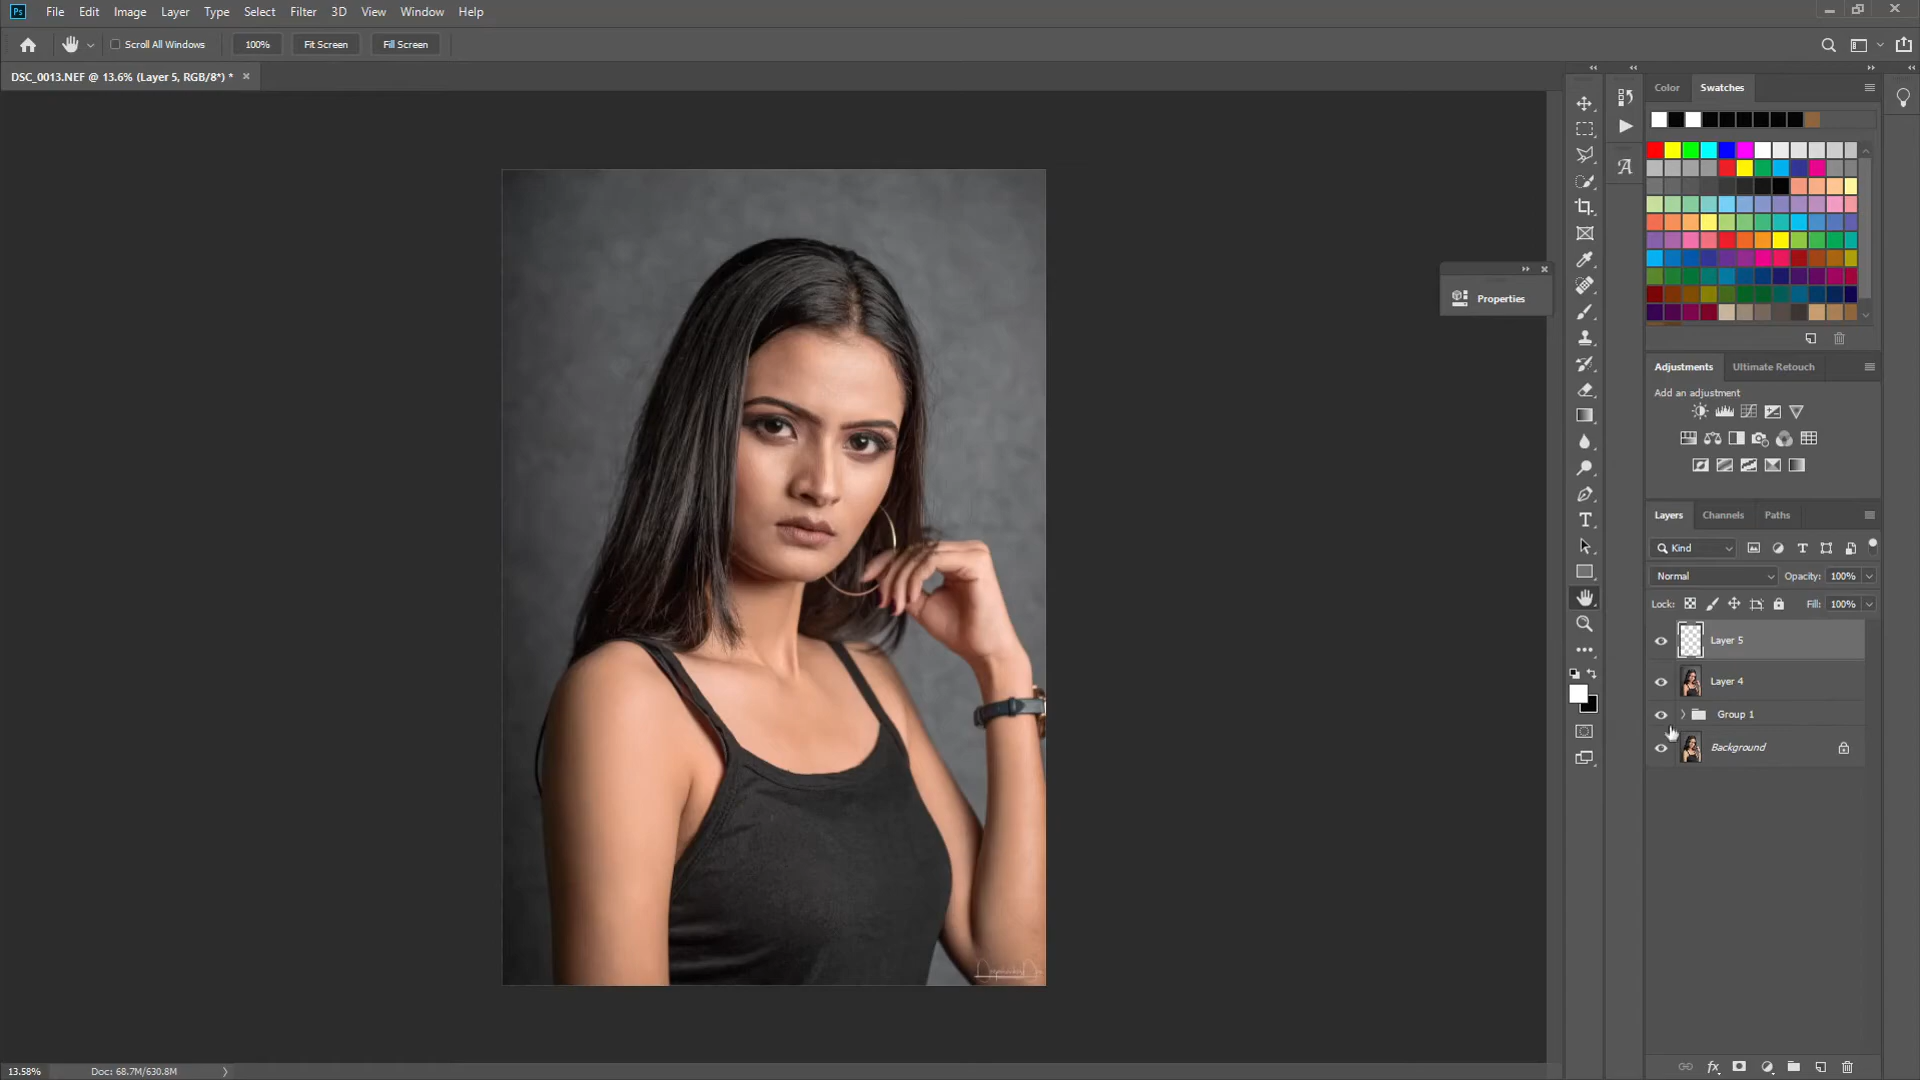 Ps File Edit Image Layer Type Select Filter 3D View Window Help
Scroll All Windows 100% Fit Screen Fill Screen
DSC_0013.NEF @ 13.6% (Layer 5, RGB/8*) * ×
Color Swatches
Properties
Adjustments Ultimate Retouch
Add an adjustment
Layers Channels Paths
Kind
Normal Opacity: 100%
Lock: Fill: 100%
Layer 5
Layer 4
Group 1
Background
13.58% Doc: 68.7M/630.8M